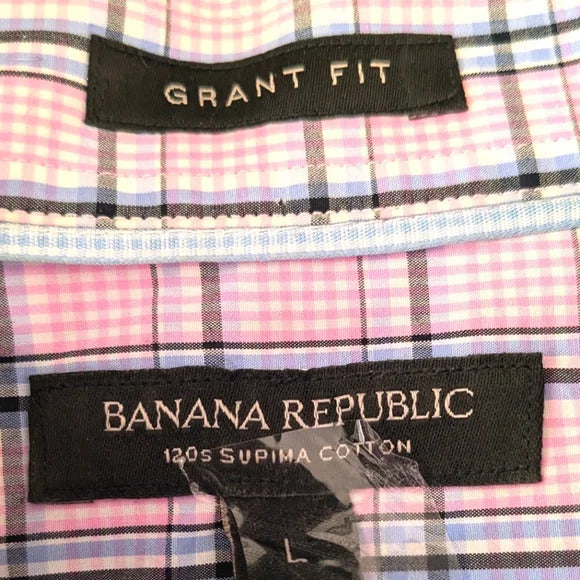 GRANT FIT
BANANA REPUBLIC
120s SUPIMA COTTON
L